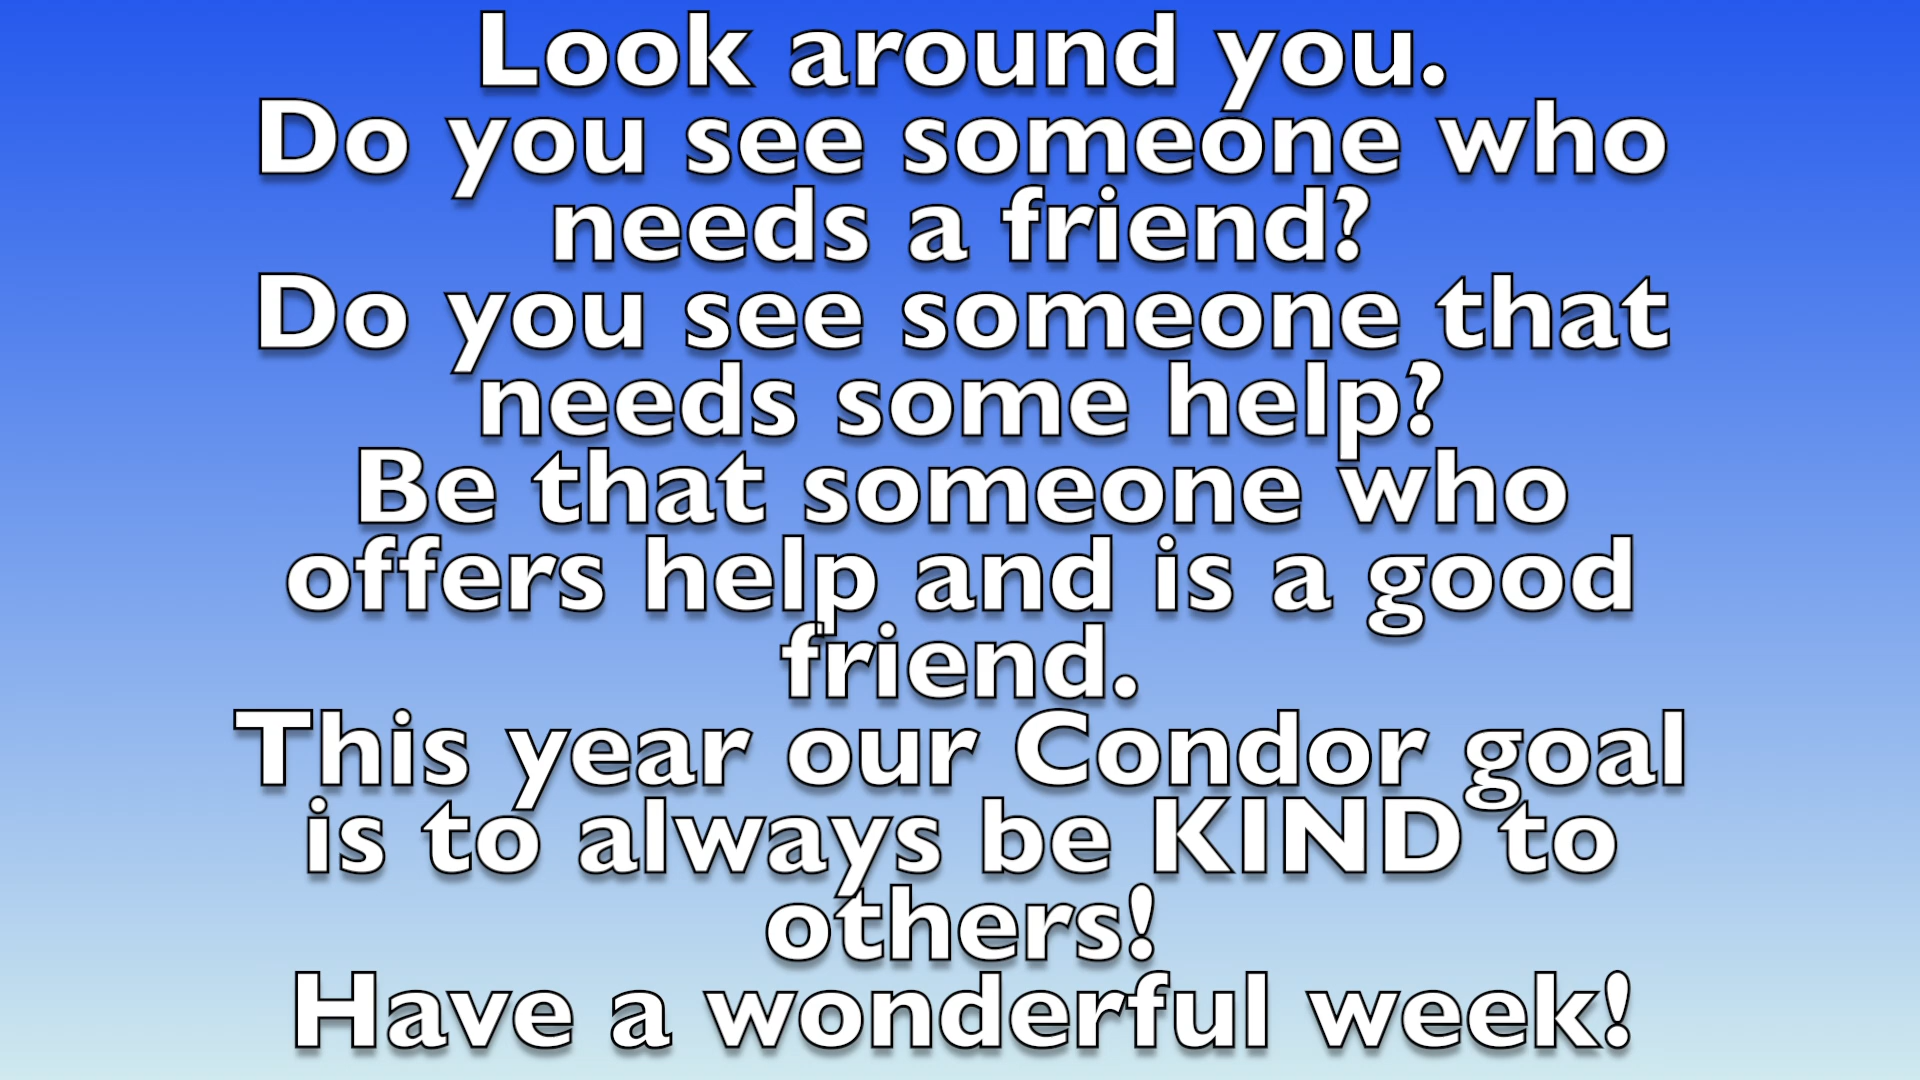 Look around you.
Do you see someone who
needs a friend?
Do you see someone that
needs some help?
Be that someone who
offers help and is a good
friend.
This year our Condor goal
is to always be KIND to
others!
Have a wonderful week!